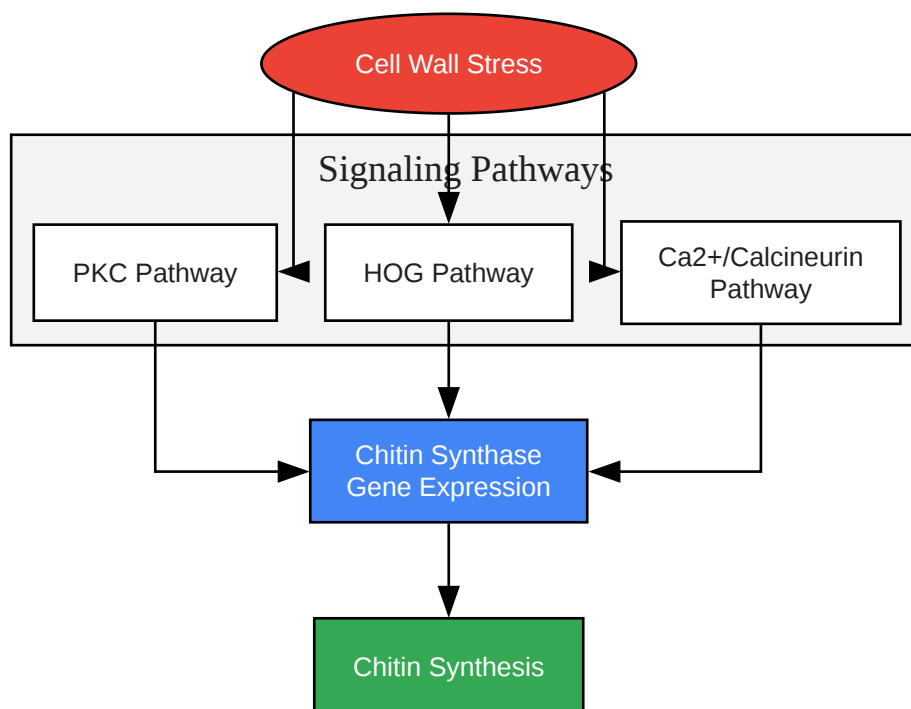 Cell Wall Stress
Signaling Pathways
PKC Pathway
HOG Pathway
Ca2+/Calcineurin
Pathway
Chitin Synthase
Gene Expression
Chitin Synthesis